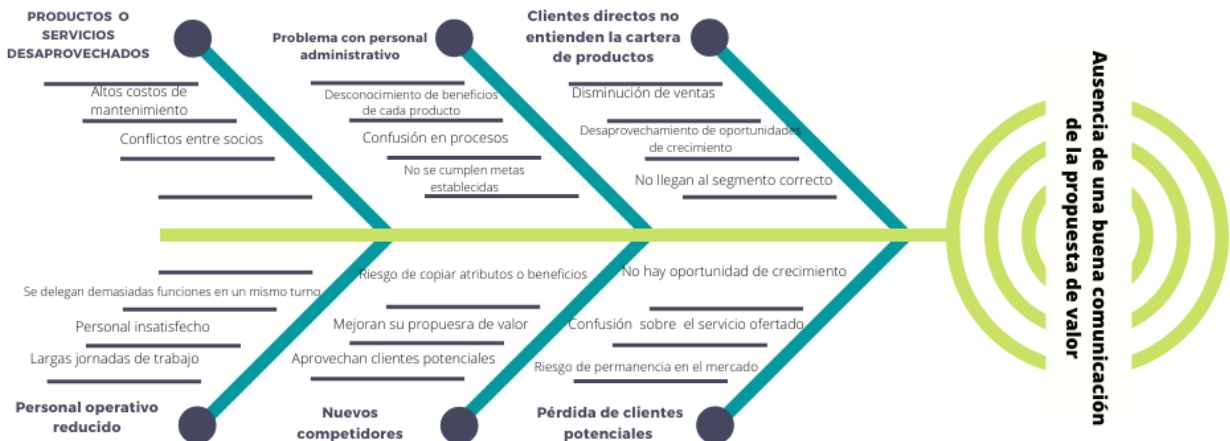 PRODUCTOS O
SERVICIOS
DESAPROVECHADOS
Altos costos de
mantenimiento
Conflictos entre socios
Problema con personal
administrativo
Desconocimiento de beneficios
de cada producto
Confusión en procesos
No se cumplen metas
establecidas
Clientes directos no
entienden la cartera
de productos
Disminución de ventas
Desaprovechamiento de oportunidades
de crecimiento
No llegan al segmento correcto
Se delegan demasiadas funciones en un mismo turno
Personal insatisfecho
Largas jornadas de trabajo
Personal operativo
reducido
Riesgo de copiar atributos o beneficios
Mejoran su propuesra de valor
Aprovechan clientes potenciales
Nuevos
competidores
No hay oportunidad de crecimiento
Confusión sobre el servicio ofertado
Riesgo de permanencia en el mercado
Pérdida de clientes
potenciales
Ausencia de una buena comunicación
de la propuesta de valor